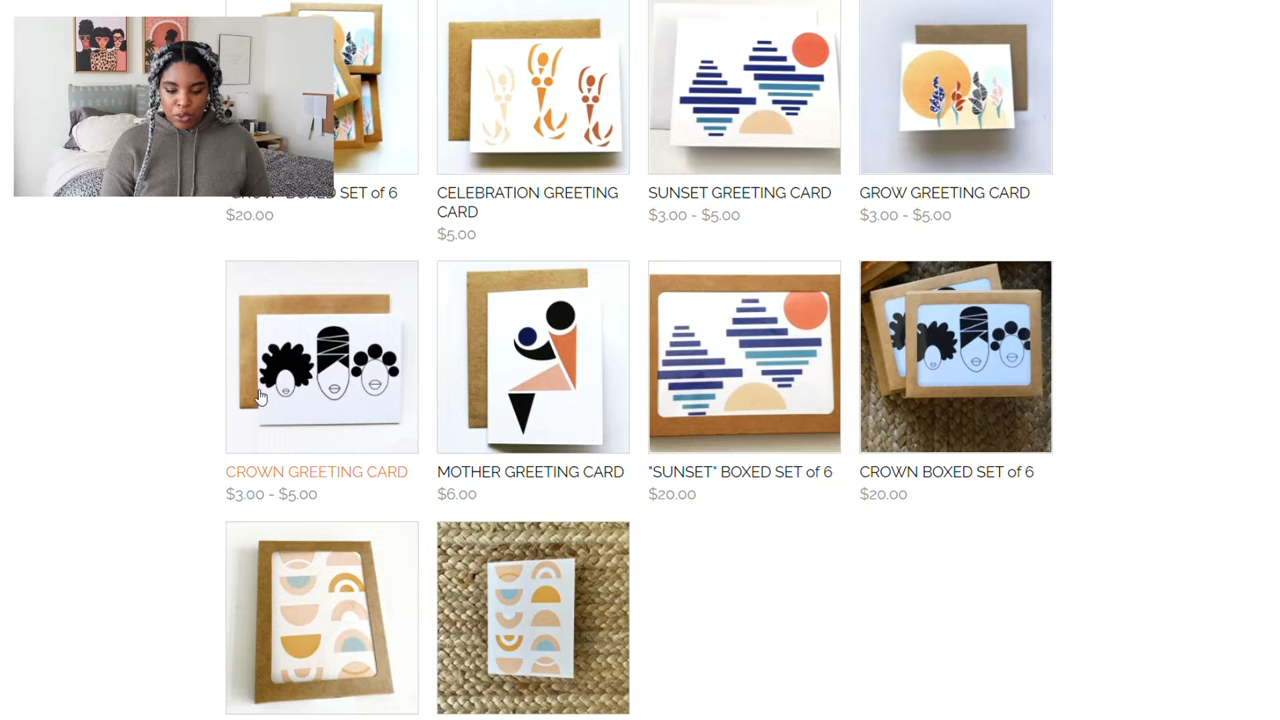 BOXED SET of 6
$20.00
CELEBRATION GREETING
CARD
$5.00
SUNSET GREETING CARD
$3.00 - $5.00
GROW GREETING CARD
$3.00 - $5.00
CROWN GREETING CARD
$3.00 - $5.00
MOTHER GREETING CARD
$6.00
"SUNSET" BOXED SET of 6
$20.00
CROWN BOXED SET of 6
$20.00